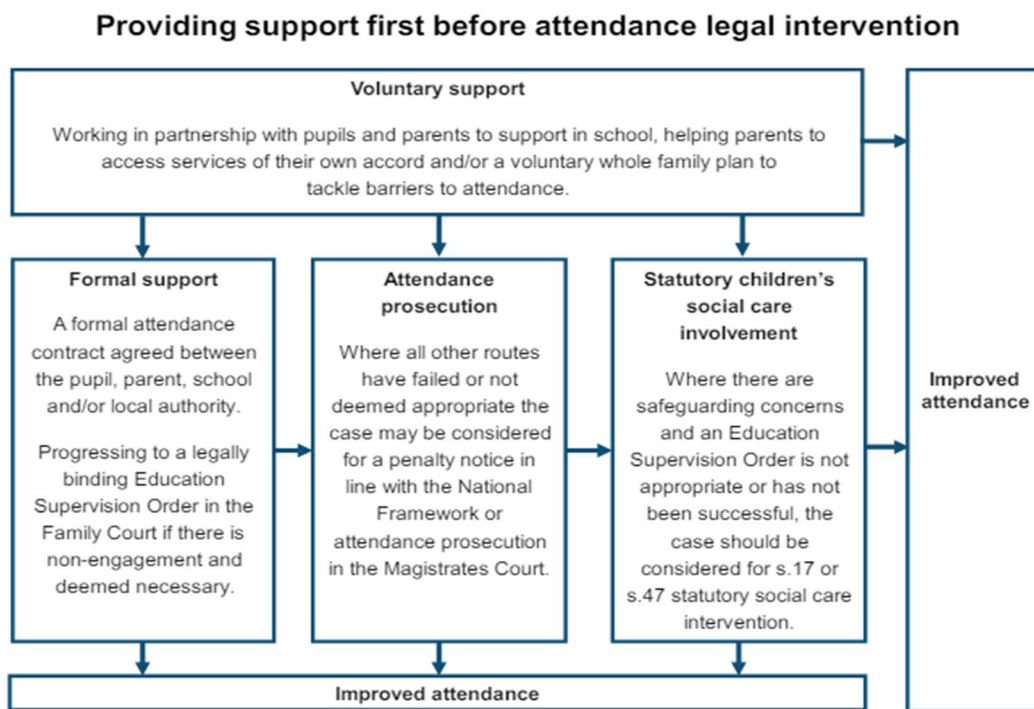 Providing support first before attendance legal intervention
Voluntary support
Working in partnership with pupils and parents to support in school, helping parents to
access services of their own accord and/or a voluntary whole family plan to
tackle barriers to attendance.
Formal support
A formal attendance
contract agreed between
the pupil, parent, school
and/or local authority.
Progressing to a legally
binding Education
Supervision Order in the
Family Court if there is
non-engagement and
deemed necessary.
Attendance
prosecution
Where all other routes
have failed or not
deemed appropriate the
case may be considered
for a penalty notice in
line with the National
Framework or
attendance prosecution
in the Magistrates Court.
Statutory children's
social care
involvement
Where there are
safeguarding concerns
and an Education
Supervision Order is not
appropriate or has not
been successful, the
case should be
considered for s.17 or
s.47 statutory social care
intervention.
Improved
attendance
Improved attendance